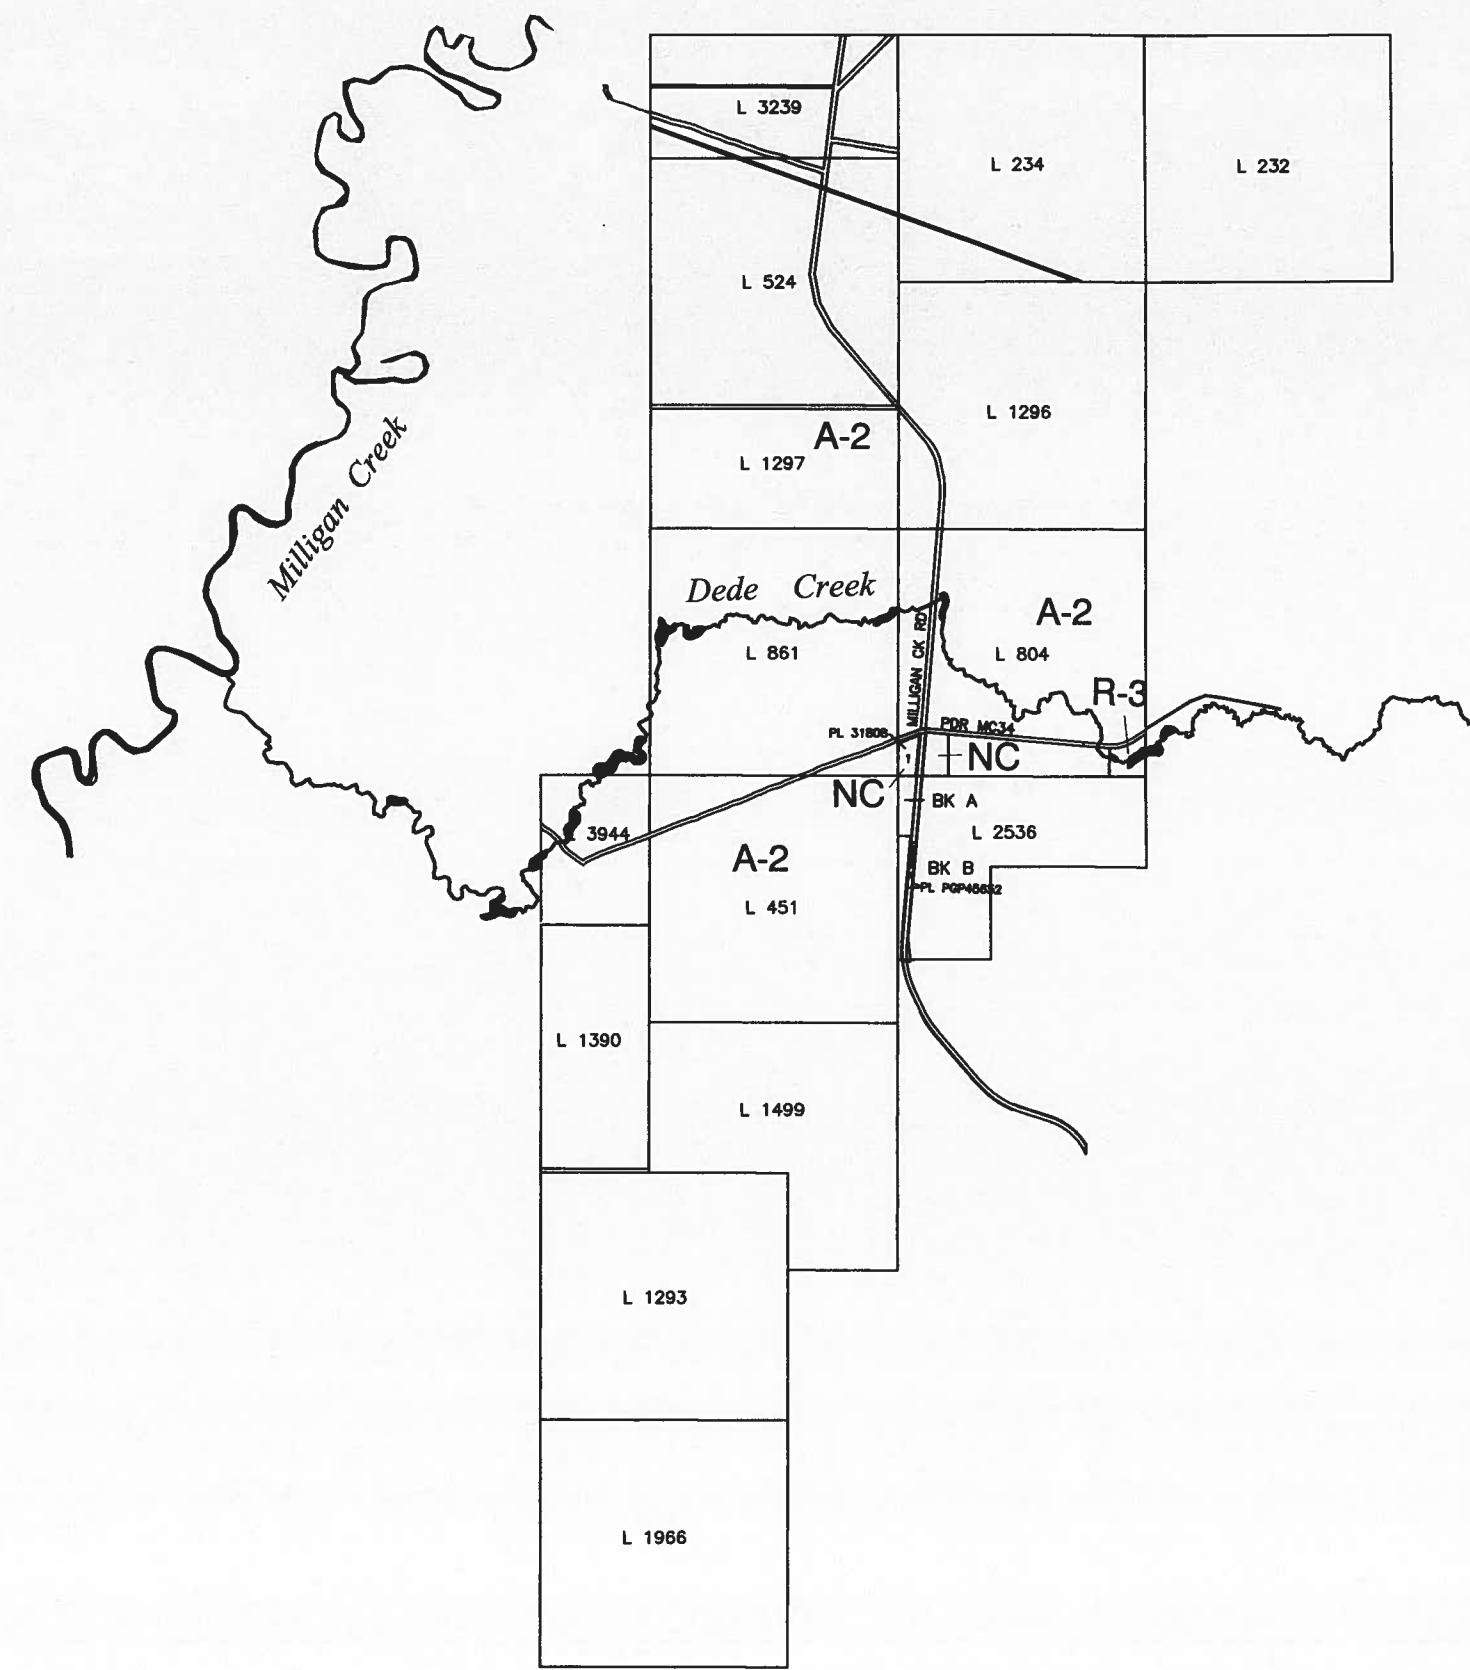 L 3239
L 234
L 232
L 524
L 1296
A-2
L 1297
Milligan Creek
Dede Creek
A-2
L 861
MILLIGAN CK RD
L 804
R-3
PL 31808
PDR MC34
1
NC
NC
BK A
3944
L 2536
A-2
BK B
L 451
L 1390
L 1499
L 1293
L 1966